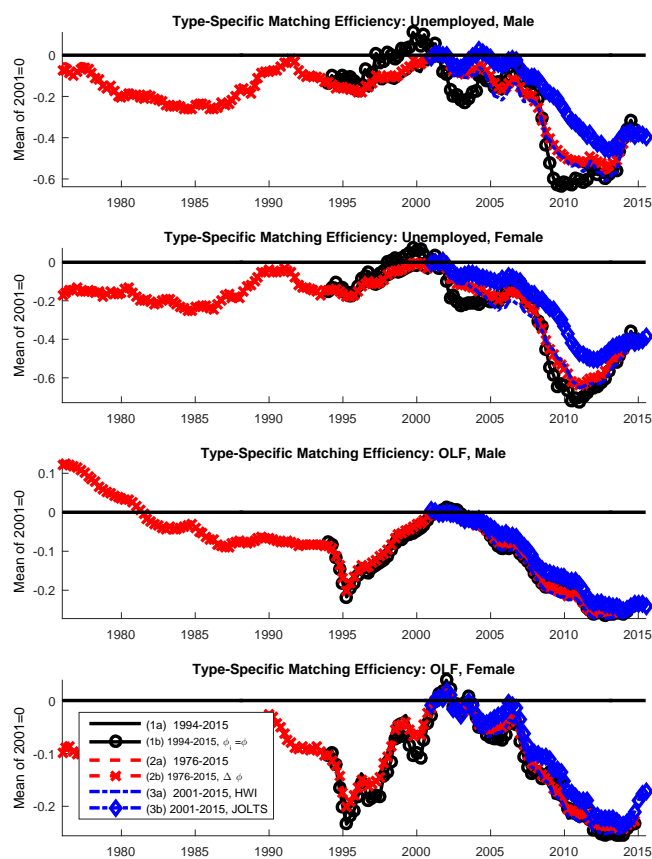 Type-Specific Matching Efficiency: Unemployed, Male
Mean of 2001=0
0
-0.2
-0.4
-0.6
1980 1985 1990 1995 2000 2005 2010 2015
Type-Specific Matching Efficiency: Unemployed, Female
Mean of 2001=0
0
-0.2
-0.4
-0.6
1980 1985 1990 1995 2000 2005 2010 2015
Type-Specific Matching Efficiency: OLF, Male
Mean of 2001=0
0.1
0
-0.1
-0.2
1980 1985 1990 1995 2000 2005 2010 2015
Type-Specific Matching Efficiency: OLF, Female
Mean of 2001=0
0
-0.1
-0.2
(1a) 1994-2015
(1b) 1994-2015, ϕi =ϕ
(2a) 1976-2015
(2b) 1976-2015, Δ ϕ
(3a) 2001-2015, HWI
(3b) 2001-2015, JOLTS
1980 1985 1990 1995 2000 2005 2010 2015